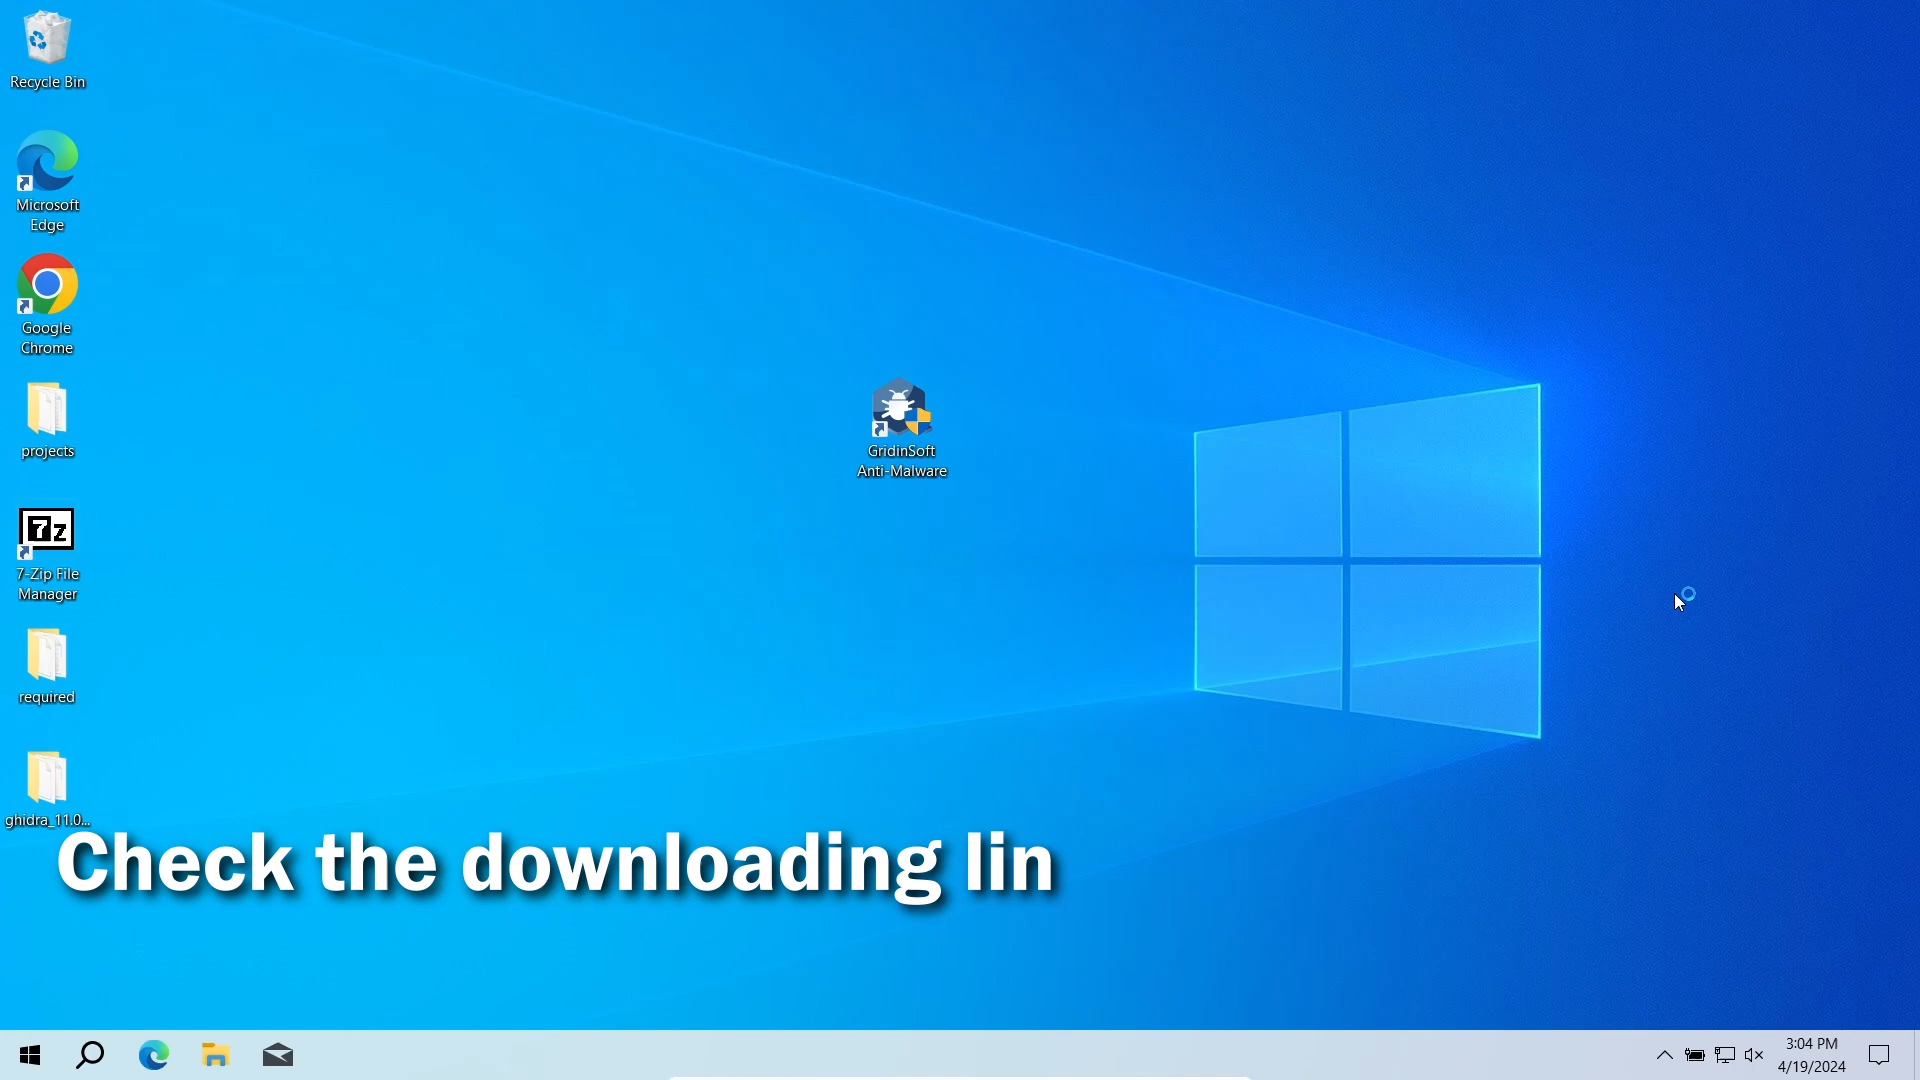 Recycle Bin
Microsoft
Edge
Google
Chrome
projects
7z
7-Zip File
Manager
required
ghidra_11.0...
GridinSoft
Anti-Malware
Check the downloading lin
3:04 PM
4/19/2024